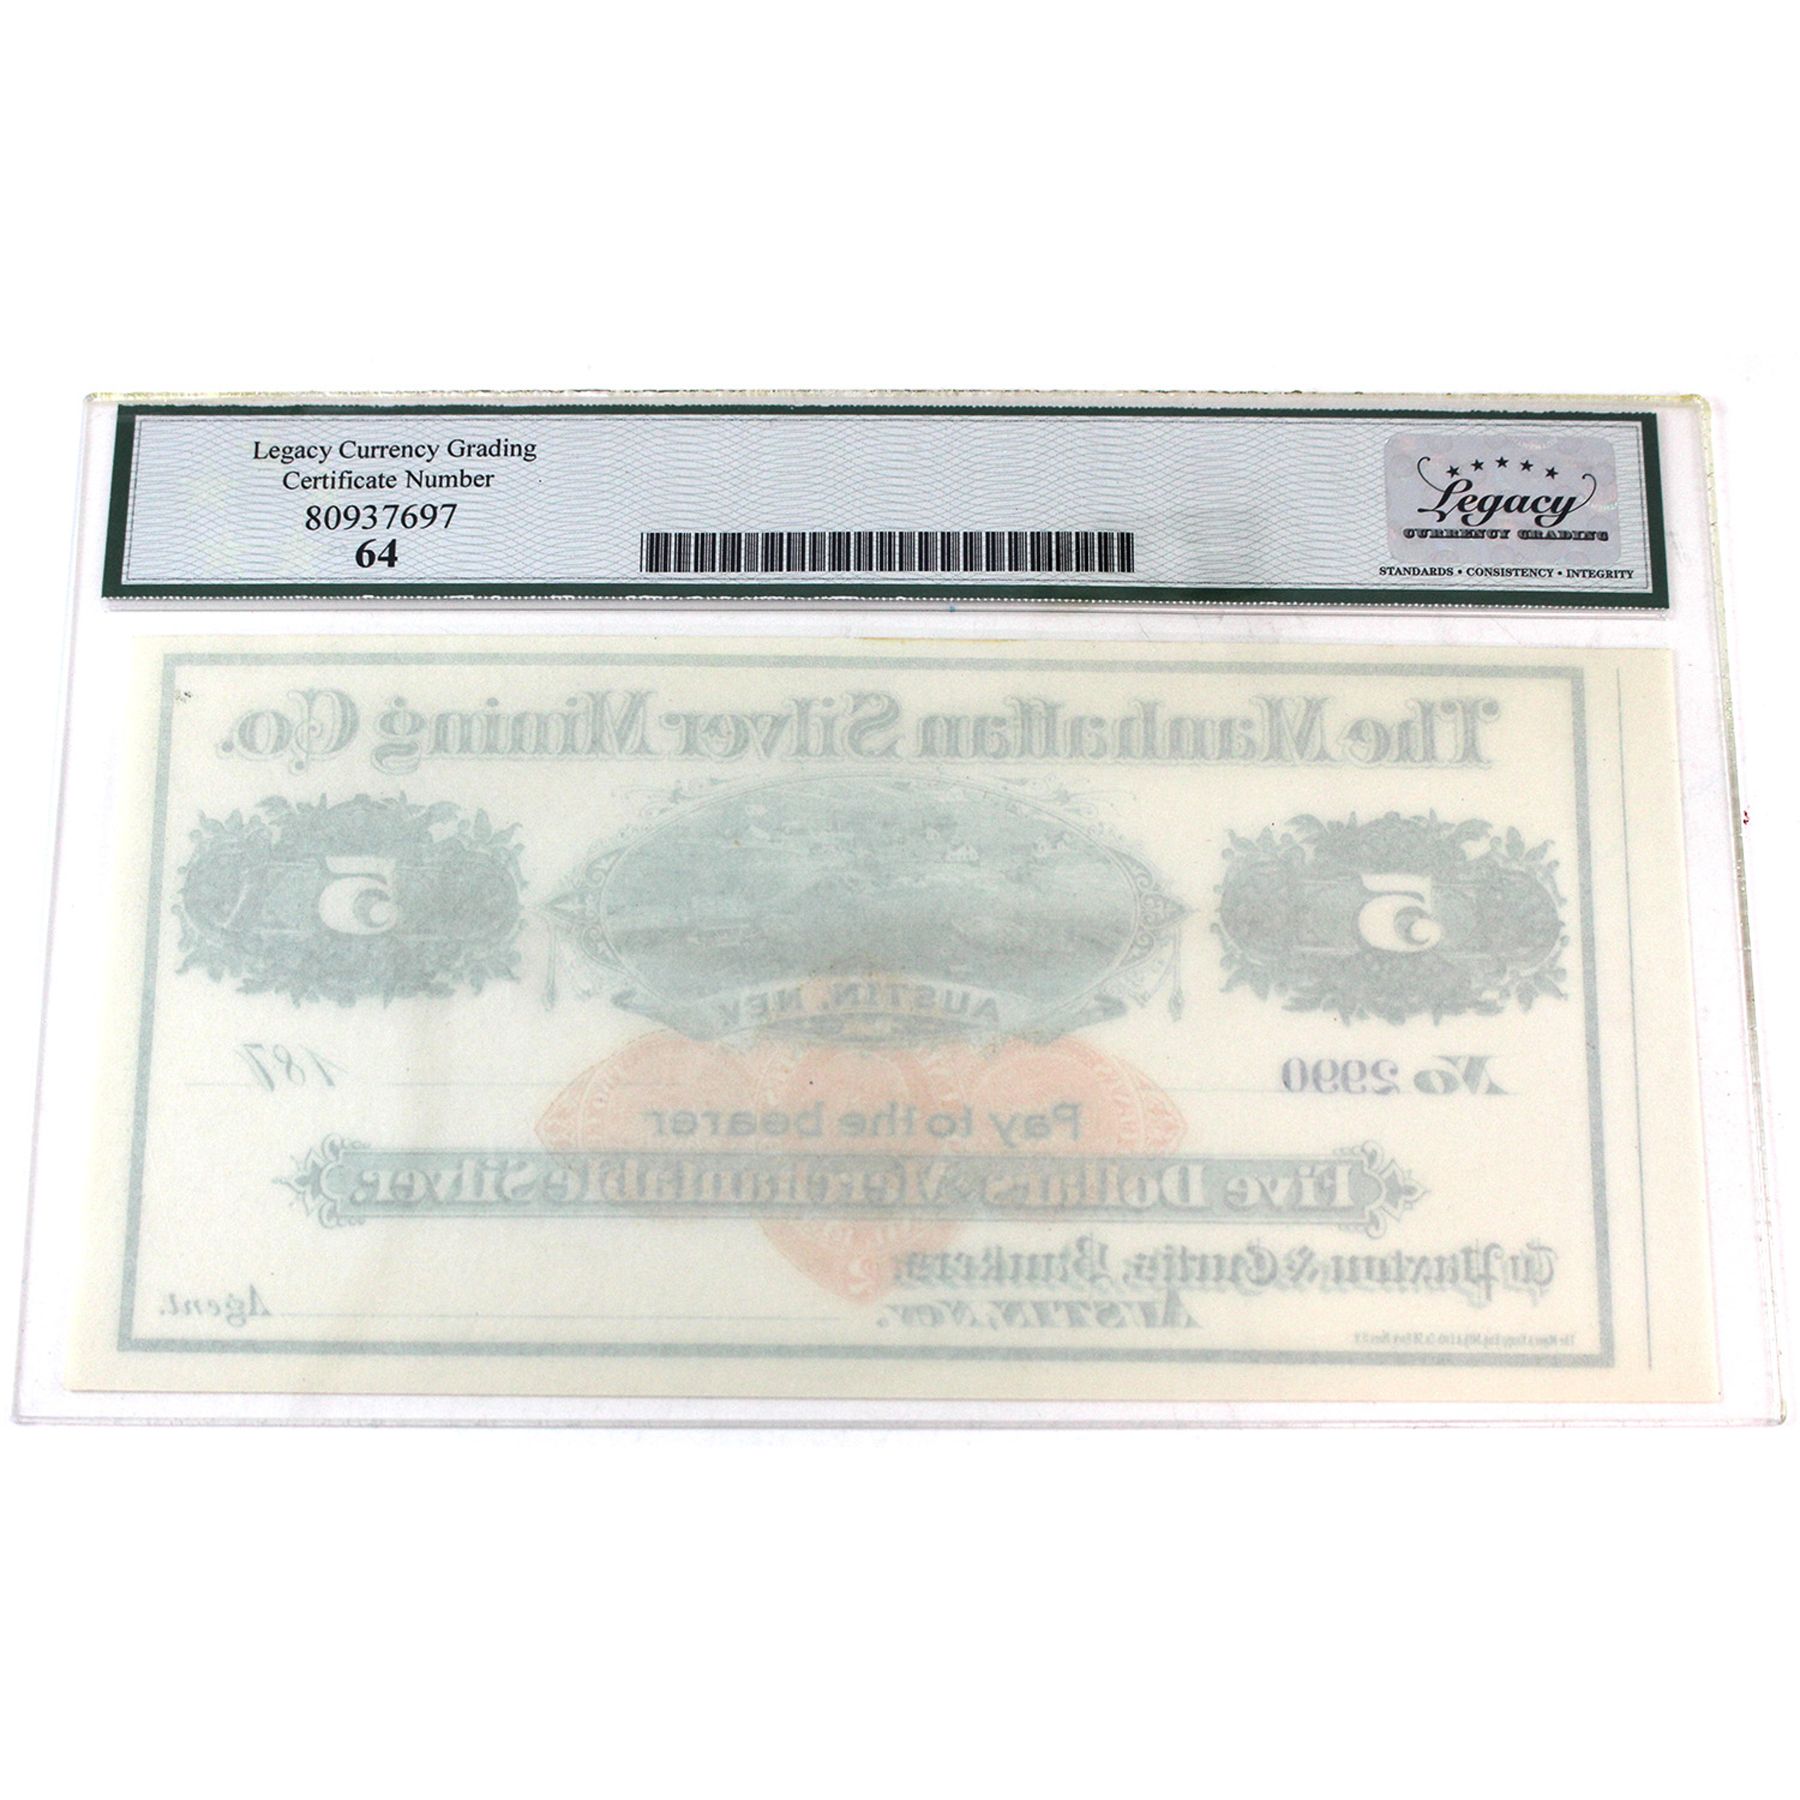 Legacy Currency Grading
Certificate Number
80937697
64
Legacy
CURRENCY GRADING
STANDARDS • CONSISTENCY • INTEGRITY
The Manhattan Silver Mining Co.
5
5
AUSTIN, NEV.
No 2990
187
Pay to the bearer
Five Dollars, Merchantable Silver.
To Paxton & Curtis, Bankers,
AUSTIN, Nev.
Agent.